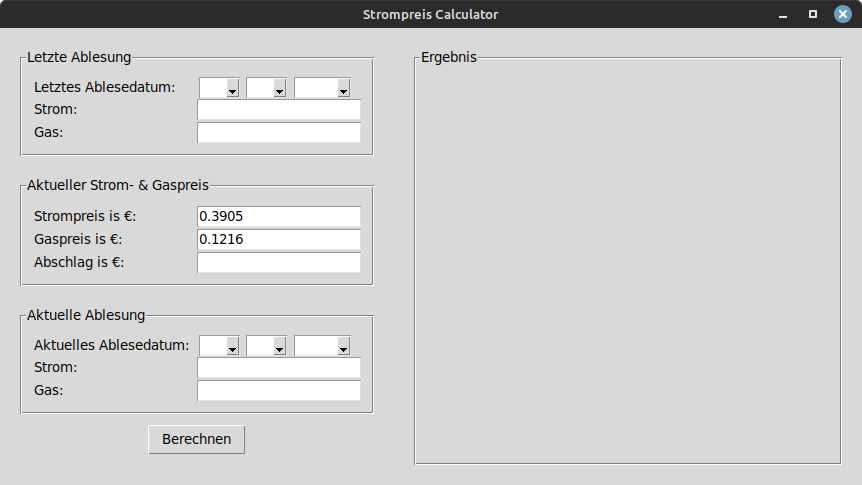 Strompreis Calculator
Letzte Ablesung
Letztes Ablesedatum:
Strom:
Gas:
Aktueller Strom- & Gaspreis
Strompreis is €: 0.3905
Gaspreis is €: 0.1216
Abschlag is €:
Aktuelle Ablesung
Aktuelles Ablesedatum:
Strom:
Gas:
Berechnen
Ergebnis